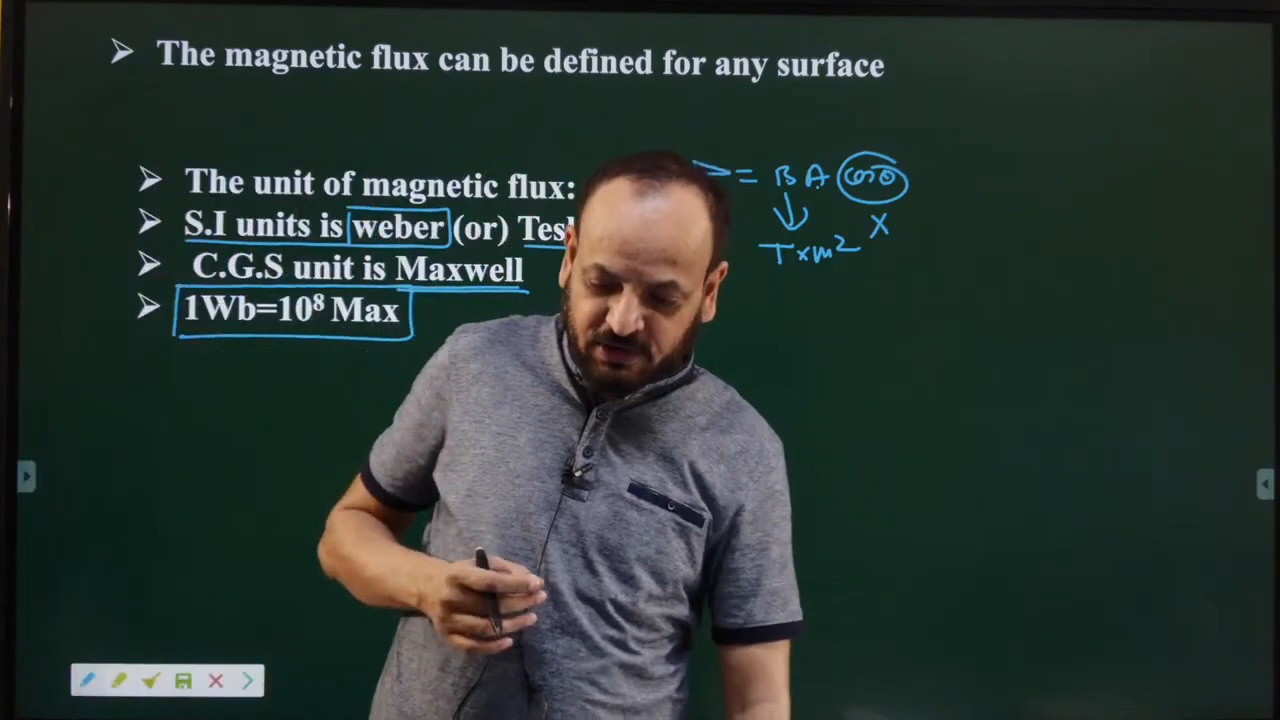 The magnetic flux can be defined for any surface
The unit of magnetic flux:
= B A cosθ
S.I units is weber (or)
x
T x m²
C.G.S unit is Maxwell
1Wb=10⁸ Max